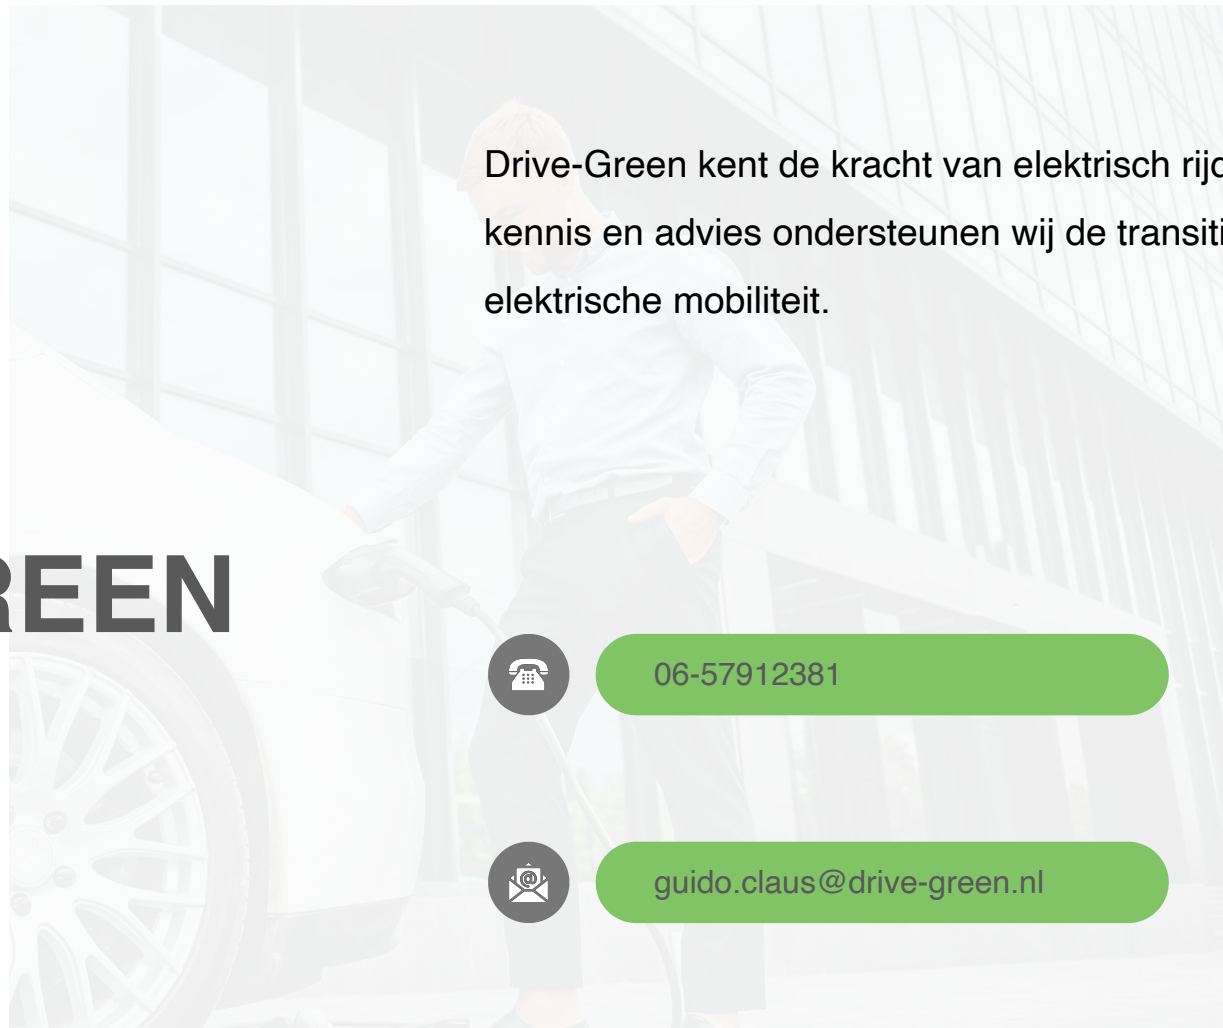 Drive-Green kent de kracht van elektrisch rijd
kennis en advies ondersteunen wij de transiti
elektrische mobiliteit.
REEN
06-57912381
guido.claus@drive-green.nl